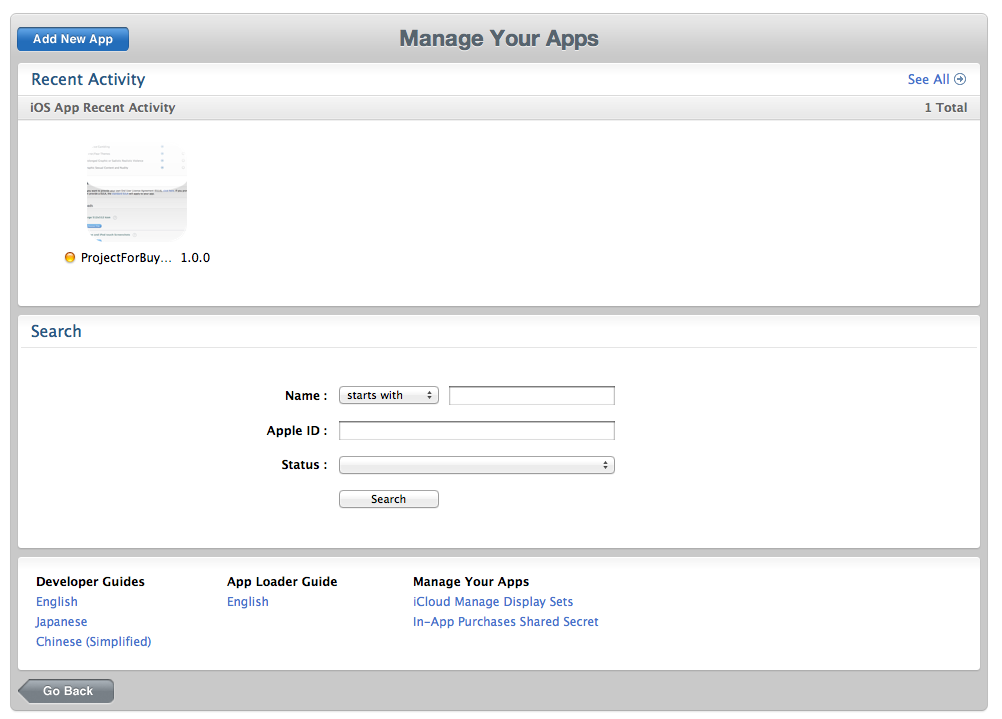 Add New App
Manage Your Apps
Recent Activity
See All
iOS App Recent Activity
1 Total
ProjectForBuy... 1.0.0
Search
Name :
starts with
Apple ID :
Status :
Search
Developer Guides
App Loader Guide
Manage Your Apps
English
English
iCloud Manage Display Sets
Japanese
In-App Purchases Shared Secret
Chinese (Simplified)
Go Back